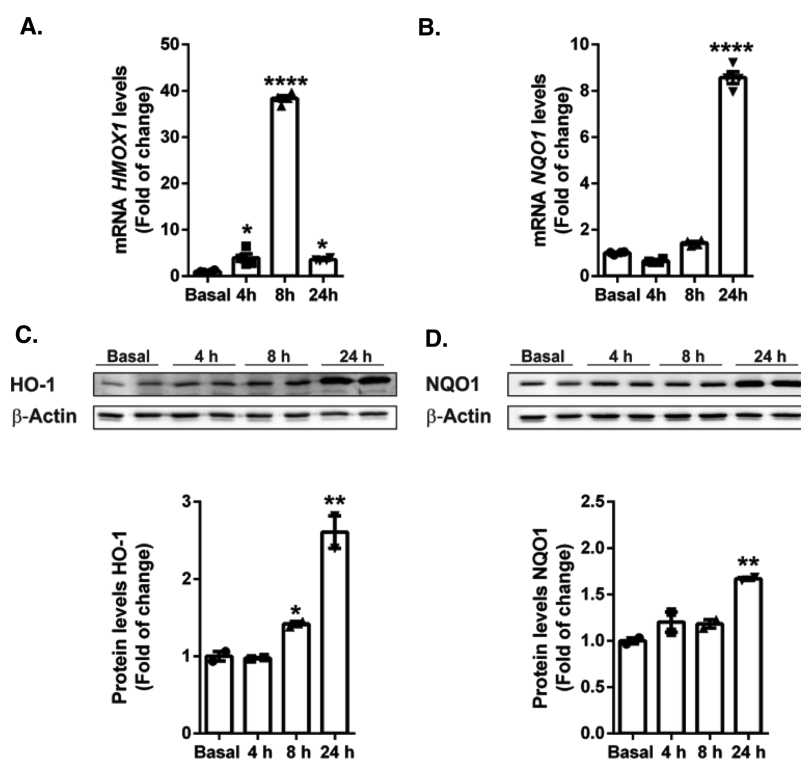 A.
mRNA HMOX1 levels
(Fold of change)
50
40
30
20
10
0
*
****
*
Basal 4h 8h 24h
B.
mRNA NQO1 levels
(Fold of change)
10
8
6
4
2
0
****
Basal 4h 8h 24h
C.
Basal 4 h 8 h 24 h
HO-1
β-Actin
Protein levels HO-1
(Fold of change)
3
2
1
0
*
**
Basal 4 h 8 h 24 h
D.
Basal 4 h 8 h 24 h
NQO1
β-Actin
Protein levels NQO1
(Fold of change)
2.5
2.0
1.5
1.0
0.5
0.0
**
Basal 4 h 8 h 24 h